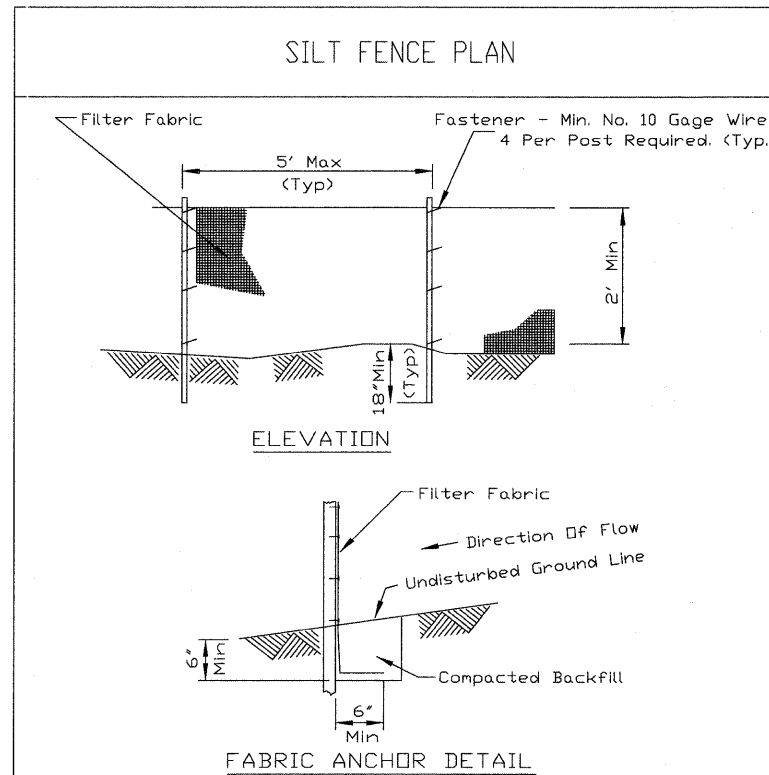 SILT FENCE PLAN
Filter Fabric
Fastener - Min. No. 10 Gage Wire
4 Per Post Required. (Typ.
5' Max
(Typ)
2' Min
18" Min
(Typ)
ELEVATION
Filter Fabric
Direction Of Flow
Undisturbed Ground Line
6"
Min
Compacted Backfill
6"
Min
FABRIC ANCHOR DETAIL